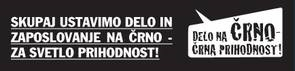 SKUPAJ USTAVIMO DELO IN
ZAPOSLOVANJE NA ČRNO -
ZA SVETLO PRIHODNOST!
DELO NA ČRNO-
ČRNA PRIHODNOST!